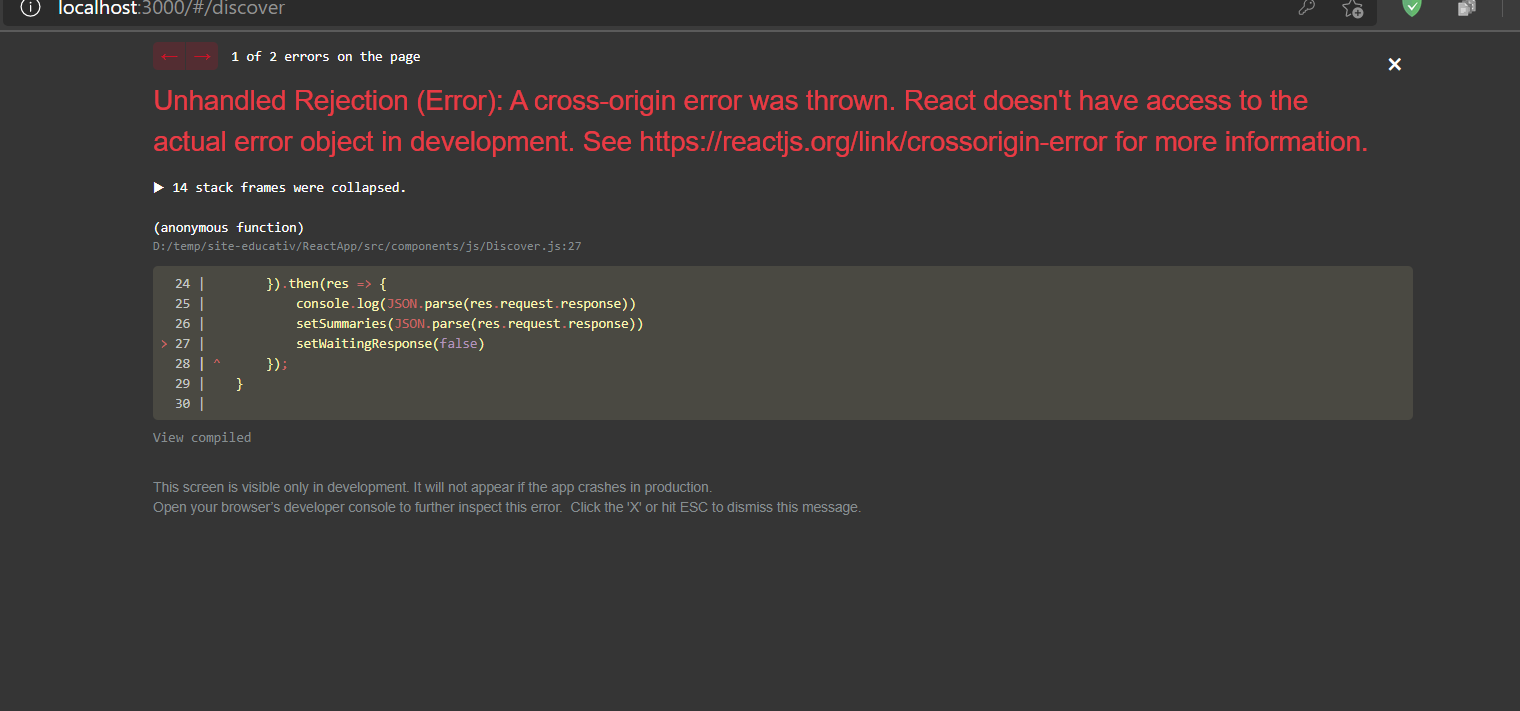 localhost:3000/#/discover
← → 1 of 2 errors on the page
Unhandled Rejection (Error): A cross-origin error was thrown. React doesn't have access to the
actual error object in development. See https://reactjs.org/link/crossorigin-error for more information.
▶ 14 stack frames were collapsed.
(anonymous function)
D:/temp/site-educativ/ReactApp/src/components/js/Discover.js:27
24 |         }).then(res => {
25 |             console.log(JSON.parse(res.request.response))
26 |             setSummaries(JSON.parse(res.request.response))
> 27 |             setWaitingResponse(false)
28 | ^       });
29 |     }
30 |
View compiled
This screen is visible only in development. It will not appear if the app crashes in production.
Open your browser’s developer console to further inspect this error.  Click the 'X' or hit ESC to dismiss this message.